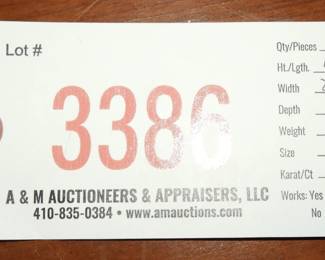 Lot #
3386
A & M AUCTIONEERS & APPRAISERS, LLC
410-835-0384 • www.amauctions.com
Qty/Pieces
Ht./Lgth.
Width
Depth
Weight
Size
Karat/Ct
Works: Yes
No